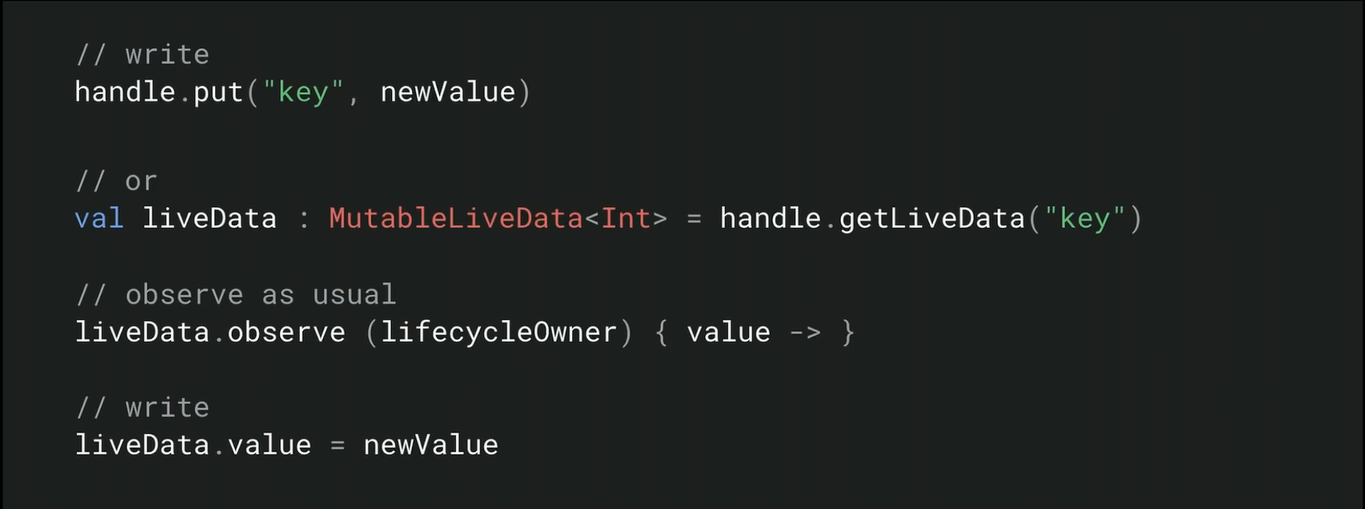 // write
handle.put("key", newValue)
// or
val liveData : MutableLiveData<Int> = handle.getLiveData("key")
// observe as usual
liveData.observe (lifecycleOwner) { value -> }
// write
liveData.value = newValue